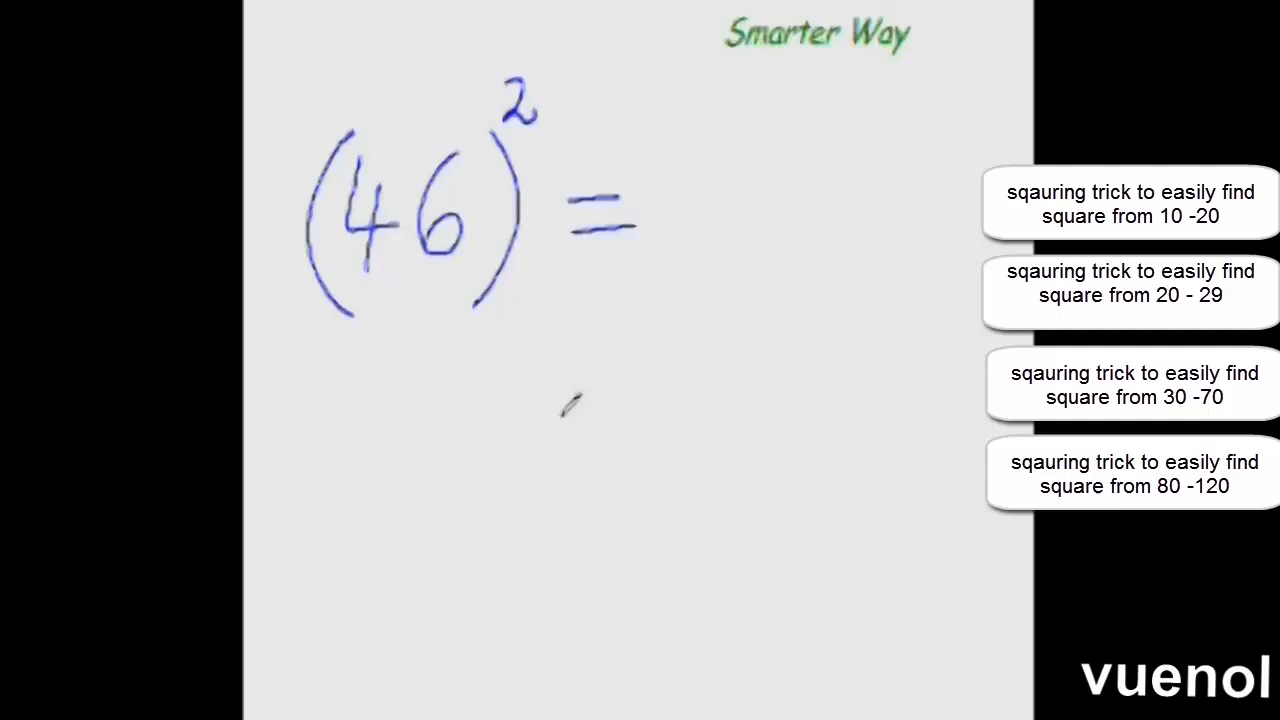 Smarter Way
(46)² =
sqauring trick to easily find
square from 10 -20
sqauring trick to easily find
square from 20 - 29
sqauring trick to easily find
square from 30 -70
sqauring trick to easily find
square from 80 -120
vuenol